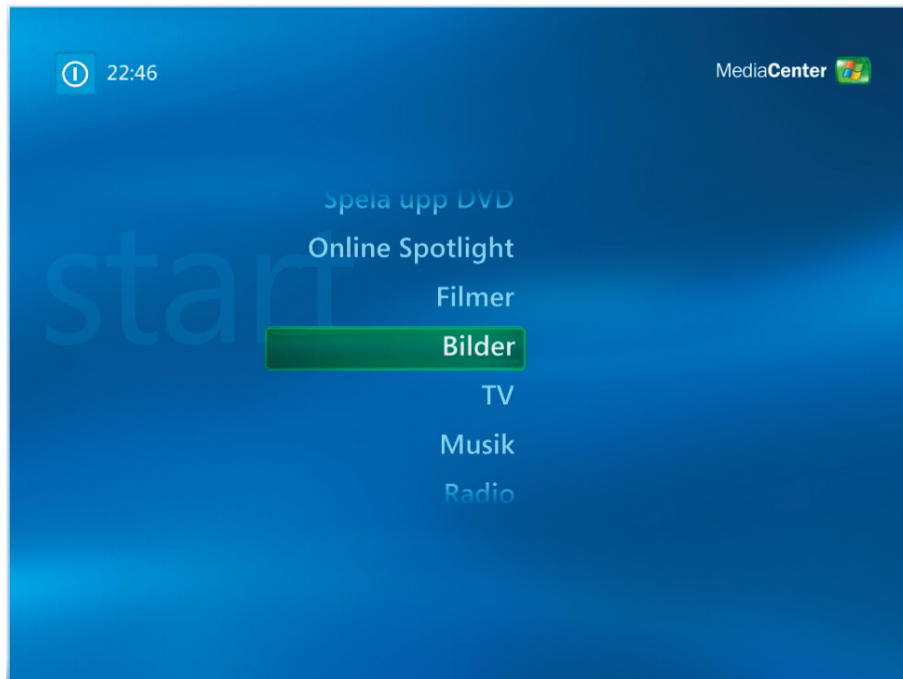 22:46
MediaCenter
start
Spela upp DVD
Online Spotlight
Filmer
Bilder
TV
Musik
Radio